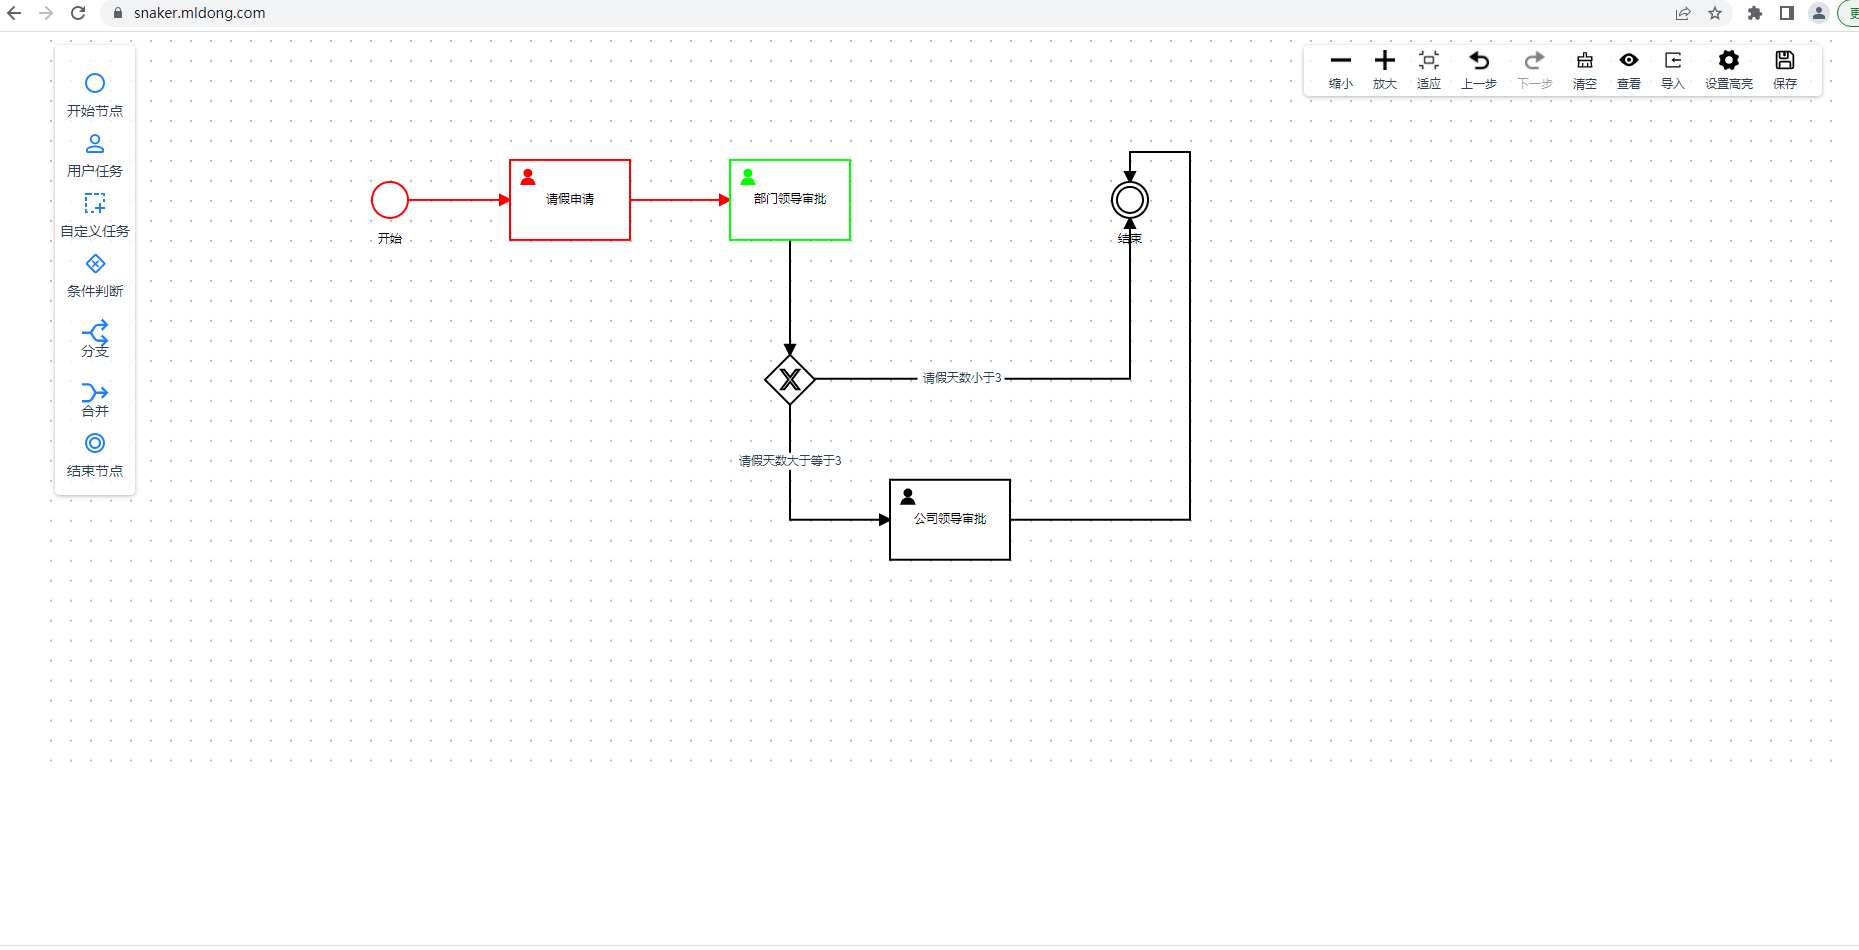 snaker.mldong.com
更
开始节点
用户任务
自定义任务
条件判断
分支
合并
结束节点
缩小 放大 适应 上一步 下一步 清空 查看 导入 设置高亮 保存
请假申请
部门领导审批
开始
结束
请假天数小于3
请假天数大于等于3
公司领导审批